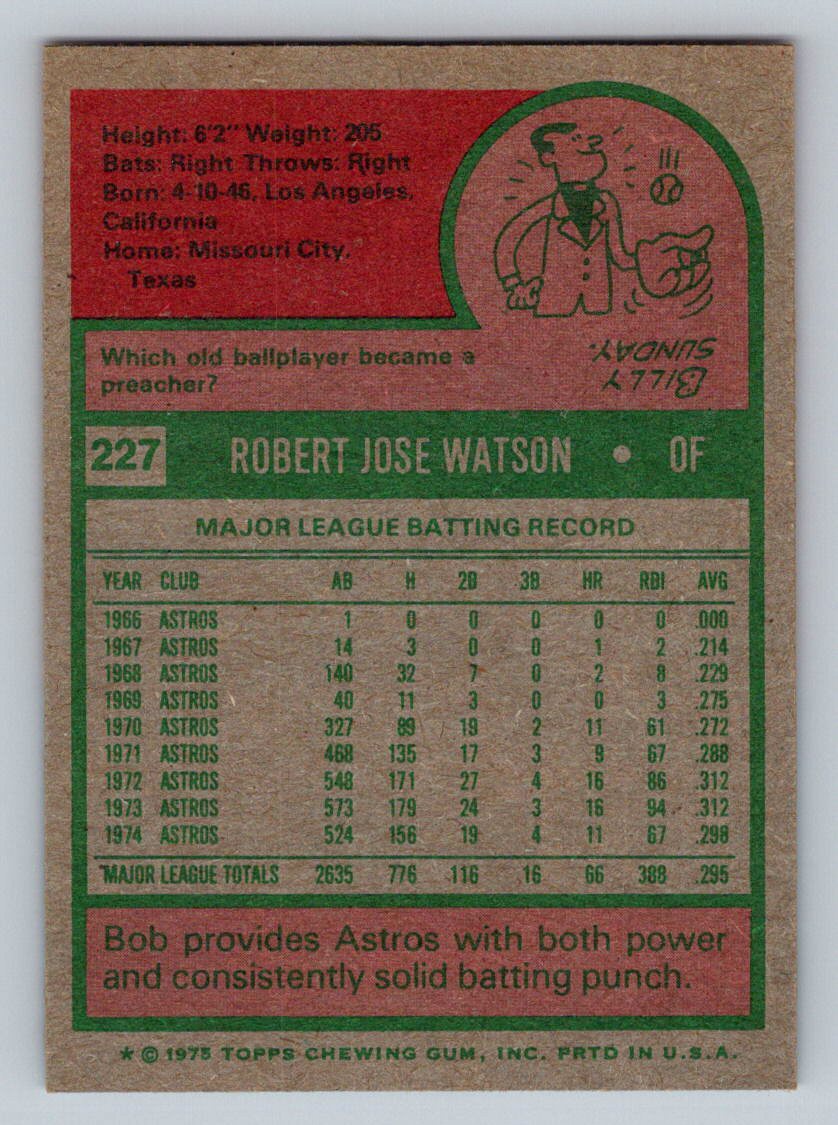 Height: 6'2" Weight: 205
Bats: Right Throws: Right
Born: 4-10-46, Los Angeles,
California
Home: Missouri City,
Texas
Which old ballplayer became a
preacher?
BILLY
SUNDAY.
227 ROBERT JOSE WATSON • OF
MAJOR LEAGUE BATTING RECORD
YEAR CLUB AB H 2B 3B HR RBI AVG
1966 ASTROS 1 0 0 0 0 0 .000
1967 ASTROS 14 3 0 0 1 2 .214
1968 ASTROS 140 32 7 0 2 8 .229
1969 ASTROS 40 11 3 0 0 3 .275
1970 ASTROS 327 89 19 2 11 61 .272
1971 ASTROS 468 135 17 3 9 67 .288
1972 ASTROS 548 171 27 4 16 86 .312
1973 ASTROS 573 179 24 3 16 94 .312
1974 ASTROS 524 156 19 4 11 67 .298
MAJOR LEAGUE TOTALS 2635 776 116 16 66 388 .295
Bob provides Astros with both power
and consistently solid batting punch.
* © 1975 TOPPS CHEWING GUM, INC. PRTD IN U.S.A.